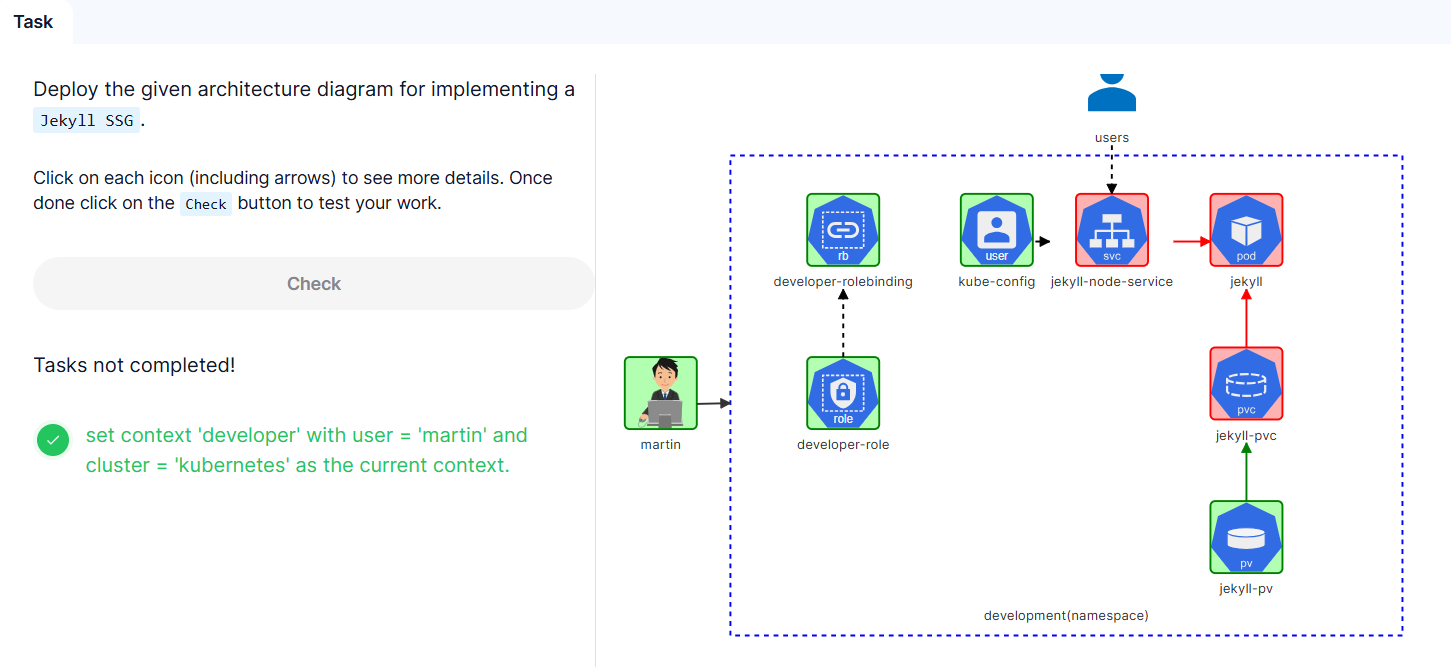 Task
Deploy the given architecture diagram for implementing a
Jekyll SSG .
Click on each icon (including arrows) to see more details. Once
done click on the Check button to test your work.
Check
Tasks not completed!
set context 'developer' with user = 'martin' and
cluster = 'kubernetes' as the current context.
users
rb
user
svc
pod
developer-rolebinding
kube-config
jekyll-node-service
jekyll
role
pvc
martin
developer-role
jekyll-pvc
pv
jekyll-pv
development(namespace)